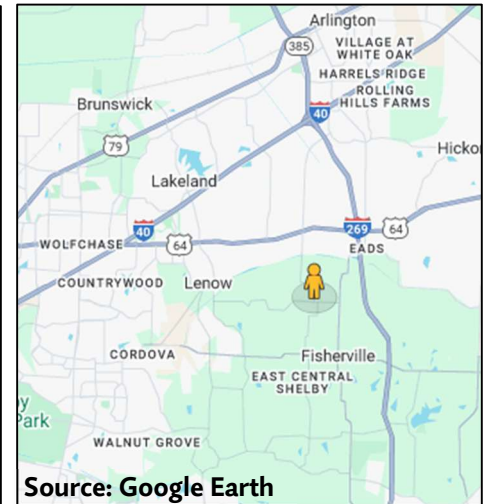 Arlington
385
VILLAGE AT
WHITE OAK
HARRELS RIDGE
ROLLING
HILLS FARMS
Brunswick
40
79
Hicko
Lakeland
40
269
64
WOLFCHASE
64
EADS
COUNTRYWOOD
Lenow
CORDOVA
Fisherville
EAST CENTRAL
SHELBY
y
Park
WALNUT GROVE
Source: Google Earth